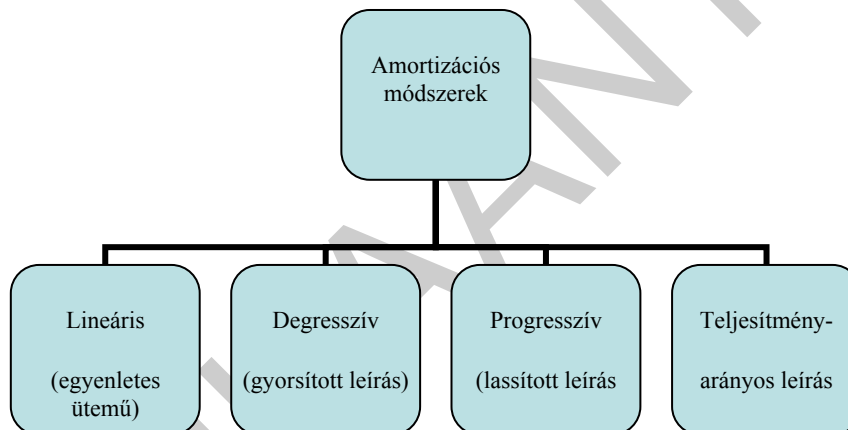 Amortizációs
módszerek
Lineáris
(egyenletes
ütemű)
Degresszív
(gyorsított leírás)
Progresszív
(lassított leírás
Teljesítmény-
arányos leírás